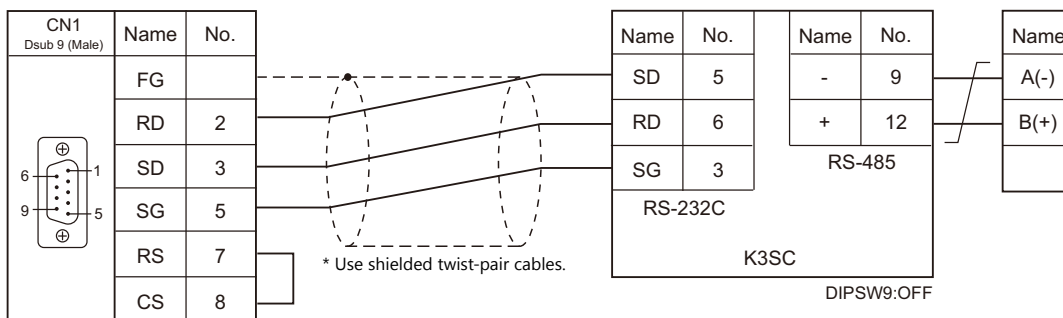 CN1
Dsub 9 (Male)
Name No.
FG
RD 2
SD 3
SG 5
RS 7
CS 8
6
1
9
5
* Use shielded twist-pair cables.
Name No.
SD 5
RD 6
SG 3
RS-232C
Name No.
- 9
+ 12
RS-485
K3SC
DIPSW9:OFF
Name
A(-)
B(+)